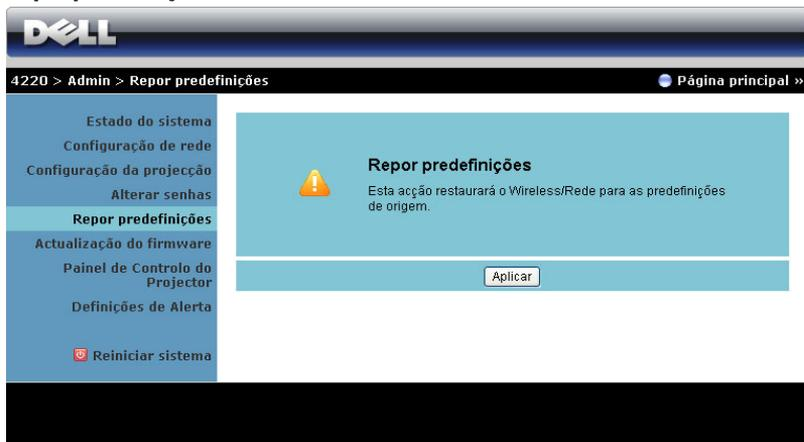 DELL
4220 > Admin > Repor predefinições
Página principal »
Estado do sistema
Configuração de rede
Configuração da projecção
Alterar senhas
Repor predefinições
Actualização do firmware
Painel de Controlo do
Projector
Definições de Alerta
Reiniciar sistema
Repor predefinições
Esta acção restaurará o Wireless/Rede para as predefinições
de origem.
Aplicar